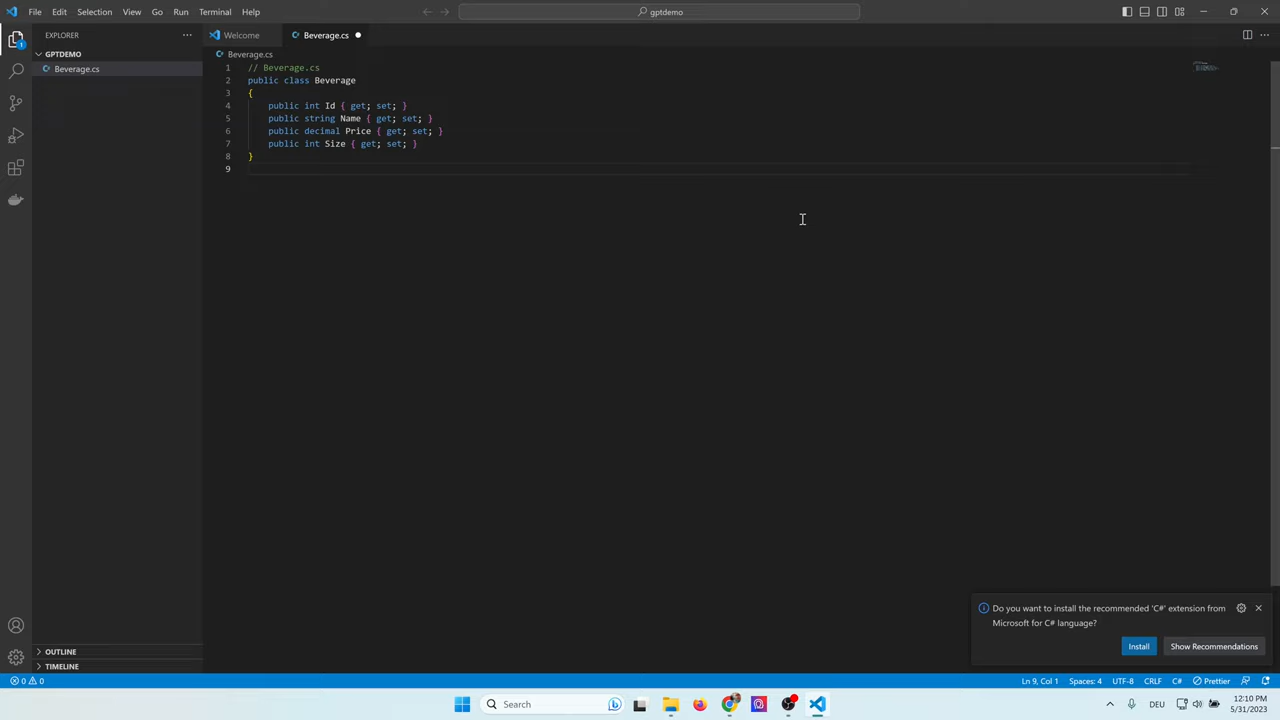 File Edit Selection View Go Run Terminal Help
gptdemo
EXPLORER
Welcome
Beverage.cs
GPTDEMO
Beverage.cs
Beverage.cs
1 // Beverage.cs
2 public class Beverage
3 {
4 public int Id { get; set; }
5 public string Name { get; set; }
6 public decimal Price { get; set; }
7 public int Size { get; set; }
8 }
9
1
Do you want to install the recommended 'C#' extension from
Microsoft for C# language?
Install
Show Recommendations
OUTLINE
TIMELINE
0 0
Ln 9, Col 1 Spaces: 4 UTF-8 CRLF C# Prettier
Search
DEU
12:10 PM
5/31/2023